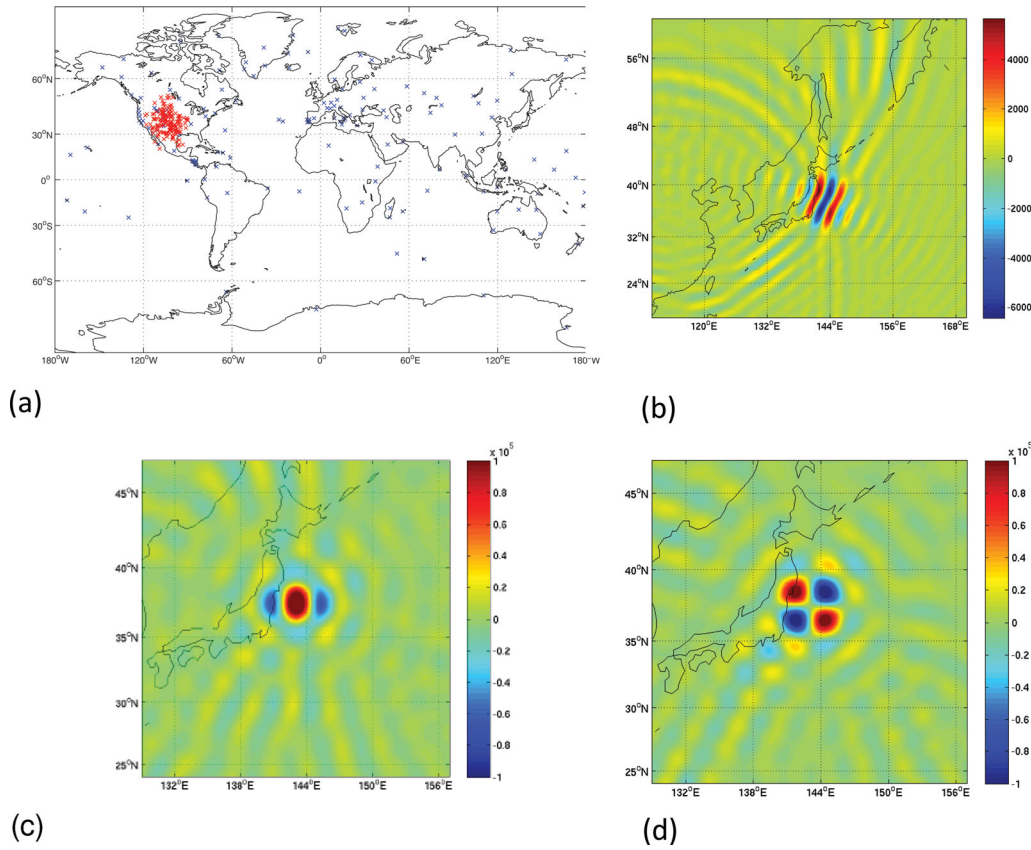 60°N
30°N
0°
30°S
60°S
180°W 120°W 60°W 0° 60°E 120°E 180°W
(a)
56°N
48°N
40°N
32°N
24°N
120°E 132°E 144°E 156°E 168°E
4000
2000
0
-2000
-4000
-6000
(b)
45°N
40°N
35°N
30°N
25°N
132°E 138°E 144°E 150°E 156°E
x 10⁵
1
0.8
0.6
0.4
0.2
0
-0.2
-0.4
-0.6
-0.8
-1
(c)
45°N
40°N
35°N
30°N
25°N
132°E 138°E 144°E 150°E 156°E
x 10⁵
1
0.8
0.6
0.4
0.2
0
-0.2
-0.4
-0.6
-0.8
-1
(d)